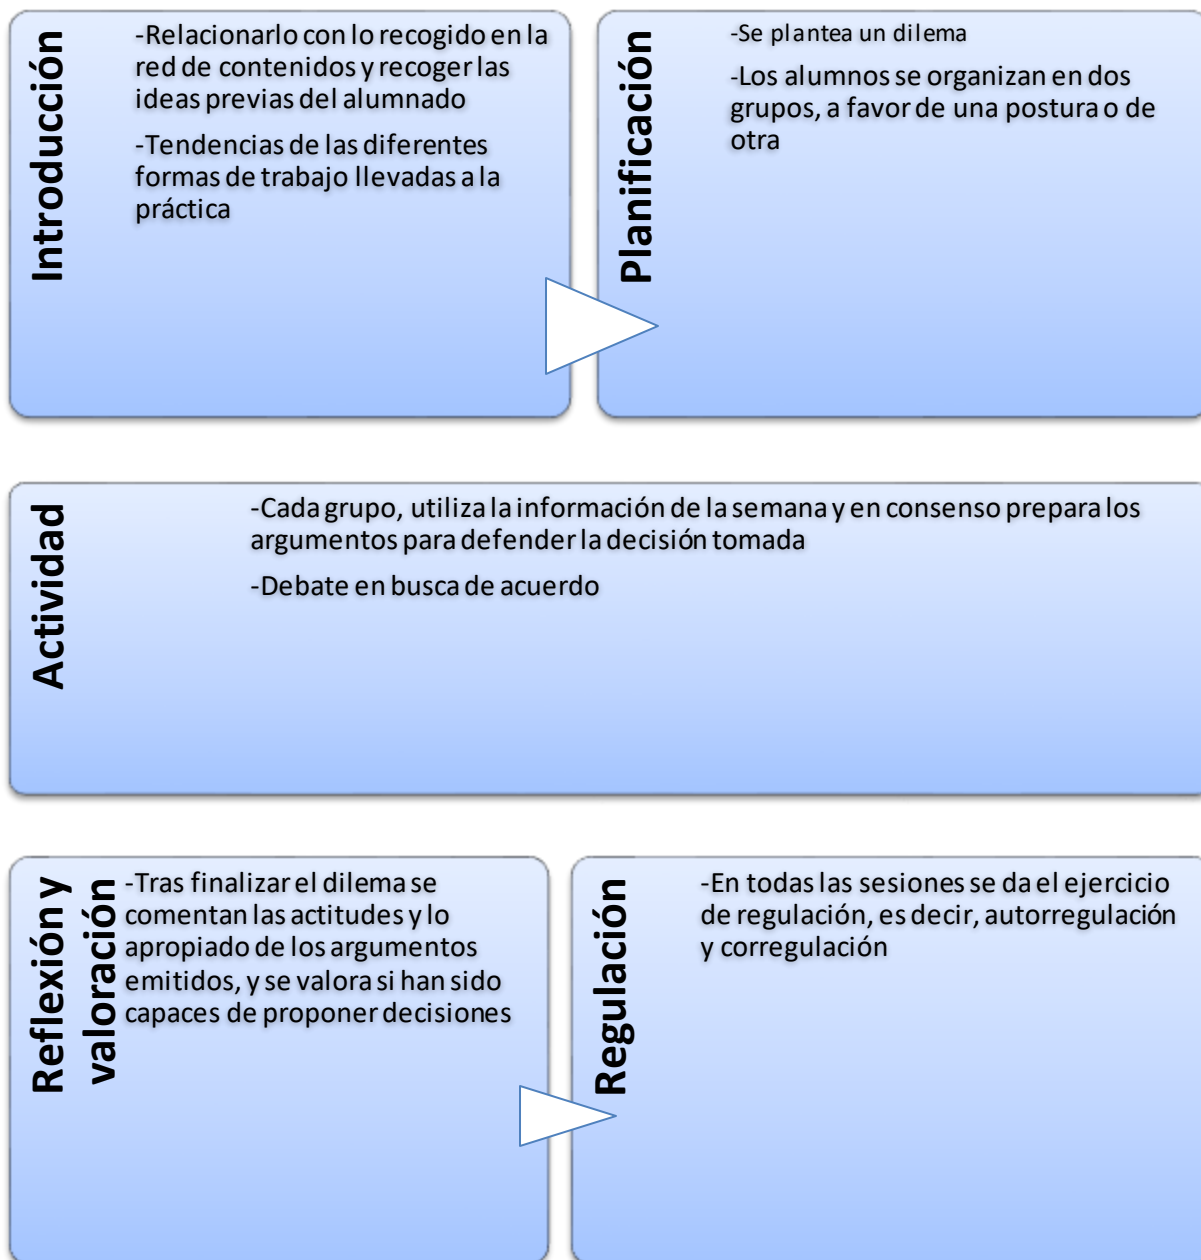 Introducción
-Relacionarlo con lo recogido en la
red de contenidos y recoger las
ideas previas del alumnado
-Tendencias de las diferentes
formas de trabajo llevadas a la
práctica
Planificación
-Se plantea un dilema
-Los alumnos se organizan en dos
grupos, a favor de una postura o de
otra
Actividad
-Cada grupo, utiliza la información de la semana y en consenso prepara los
argumentos para defender la decisión tomada
-Debate en busca de acuerdo
Reflexión y
valoración
-Tras finalizar el dilema se
comentan las actitudes y lo
apropiado de los argumentos
emitidos, y se valora si han sido
capaces de proponer decisiones
Regulación
-En todas las sesiones se da el ejercicio
de regulación, es decir, autorregulación
y corregulación